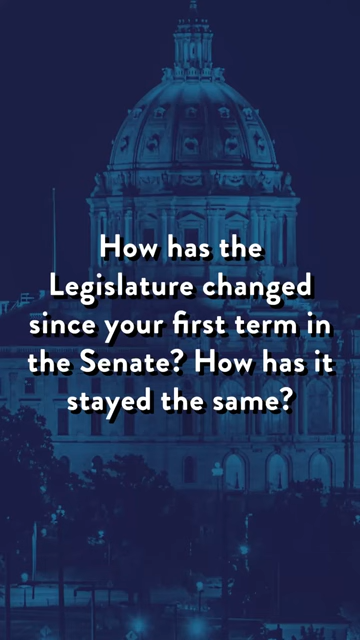 How has the
Legislature changed
since your first term in
the Senate? How has it
stayed the same?